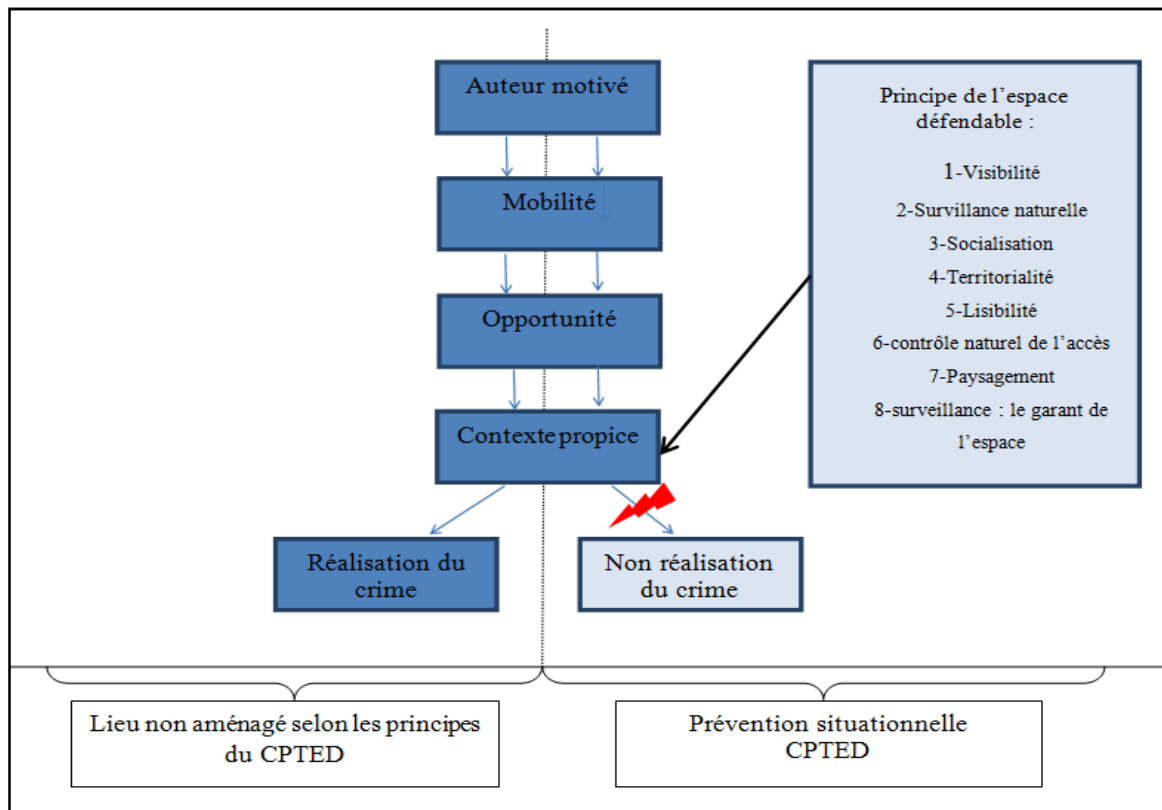 Auteur motivé
Mobilité
Opportunité
Contexte propice
Réalisation du
crime
Non réalisation
du crime
Principe de l'espace
défendable :
1-Visibilité
2-Survillance naturelle
3-Socialisation
4-Territorialité
5-Lisibilité
6-contrôle naturel de l'accès
7-Paysagement
8-surveillance : le garant de
l'espace
Lieu non aménagé selon les principes
du CPTED
Prévention situationnelle
CPTED